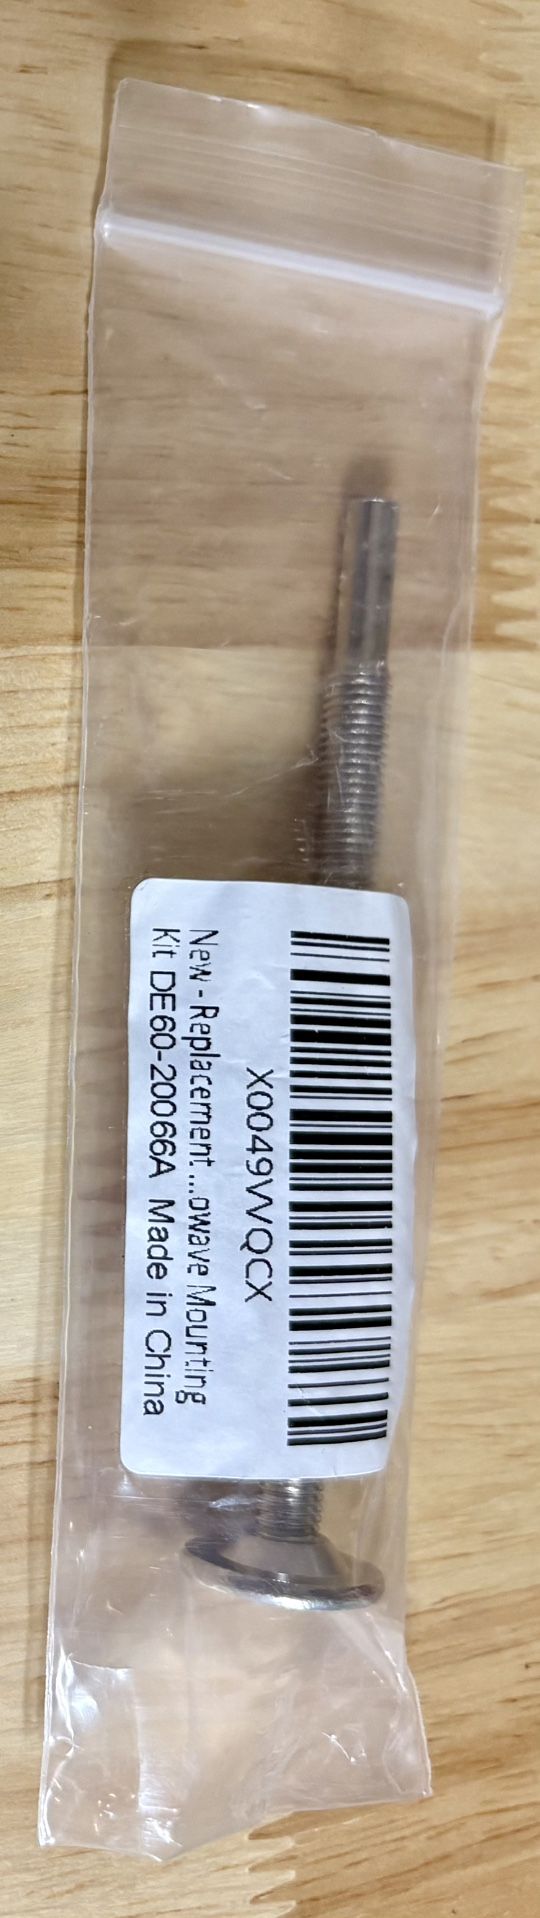 X0049VVQCX
New - Replacement ...owave Mounting
Kit DE60-20066A Made in China